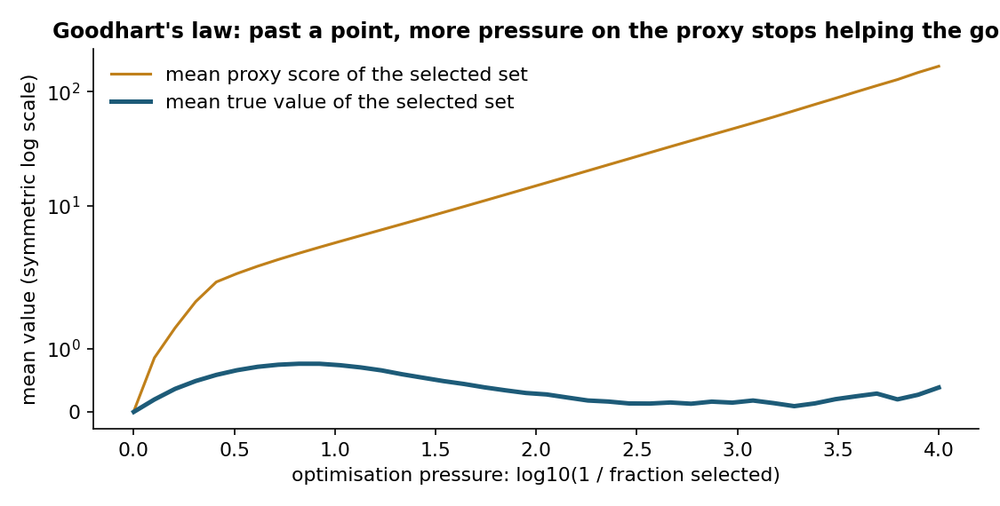 Goodhart's law: past a point, more pressure on the proxy stops helping the go
mean proxy score of the selected set
mean true value of the selected set
mean value (symmetric log scale)
10²
10¹
10⁰
0
0.0 0.5 1.0 1.5 2.0 2.5 3.0 3.5 4.0
optimisation pressure: log10(1 / fraction selected)